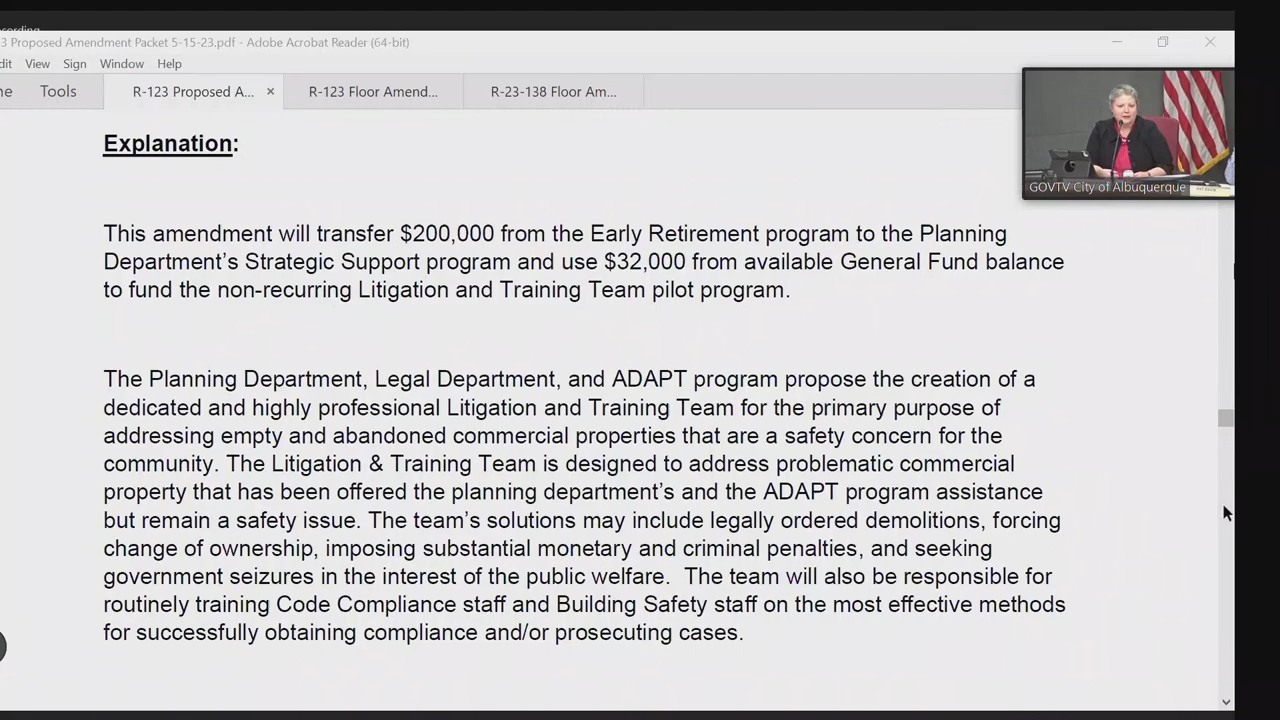 3 Proposed Amendment Packet 5-15-23.pdf - Adobe Acrobat Reader (64-bit)
View Sign Window Help
Tools R-123 Proposed A... × R-123 Floor Amend... R-23-138 Floor Am...
Explanation:
GOVTV City of Albuquerque
This amendment will transfer $200,000 from the Early Retirement program to the Planning
Department's Strategic Support program and use $32,000 from available General Fund balance
to fund the non-recurring Litigation and Training Team pilot program.
The Planning Department, Legal Department, and ADAPT program propose the creation of a
dedicated and highly professional Litigation and Training Team for the primary purpose of
addressing empty and abandoned commercial properties that are a safety concern for the
community. The Litigation & Training Team is designed to address problematic commercial
property that has been offered the planning department's and the ADAPT program assistance
but remain a safety issue. The team's solutions may include legally ordered demolitions, forcing
change of ownership, imposing substantial monetary and criminal penalties, and seeking
government seizures in the interest of the public welfare.  The team will also be responsible for
routinely training Code Compliance staff and Building Safety staff on the most effective methods
for successfully obtaining compliance and/or prosecuting cases.